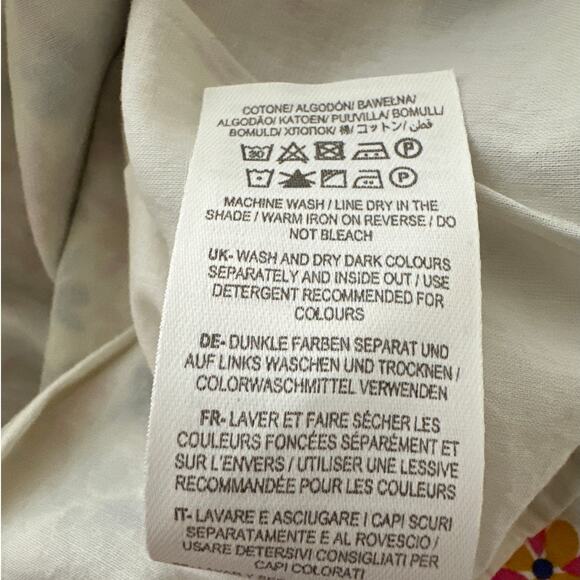 COTONE/ ALGODÓN/ BAWEŁNA/
ALGODÃO/ KATOEN/ PUUVILLA/ BOMULL/
BOMULD/ ΧΠΟΠΟΚ/ 棉/ コットン/ قطن/
30 P
P
MACHINE WASH / LINE DRY IN THE
SHADE / WARM IRON ON REVERSE / DO
NOT BLEACH
UK- WASH AND DRY DARK COLOURS
SEPARATELY AND INSIDE OUT / USE
DETERGENT RECOMMENDED FOR
COLOURS
DE- DUNKLE FARBEN SEPARAT UND
AUF LINKS WASCHEN UND TROCKNEN /
COLORWASCHMITTEL VERWENDEN
FR- LAVER ET FAIRE SÉCHER LES
COULEURS FONCÉES SÉPARÉMENT ET
SUR L'ENVERS / UTILISER UNE LESSIVE
RECOMMANDÉE POUR LES COULEURS
IT- LAVARE E ASCIUGARE I CAPI SCURI
SEPARATAMENTE E AL ROVESCIO /
USARE DETERSIVI CONSIGLIATI PER
CAPI COLORATI